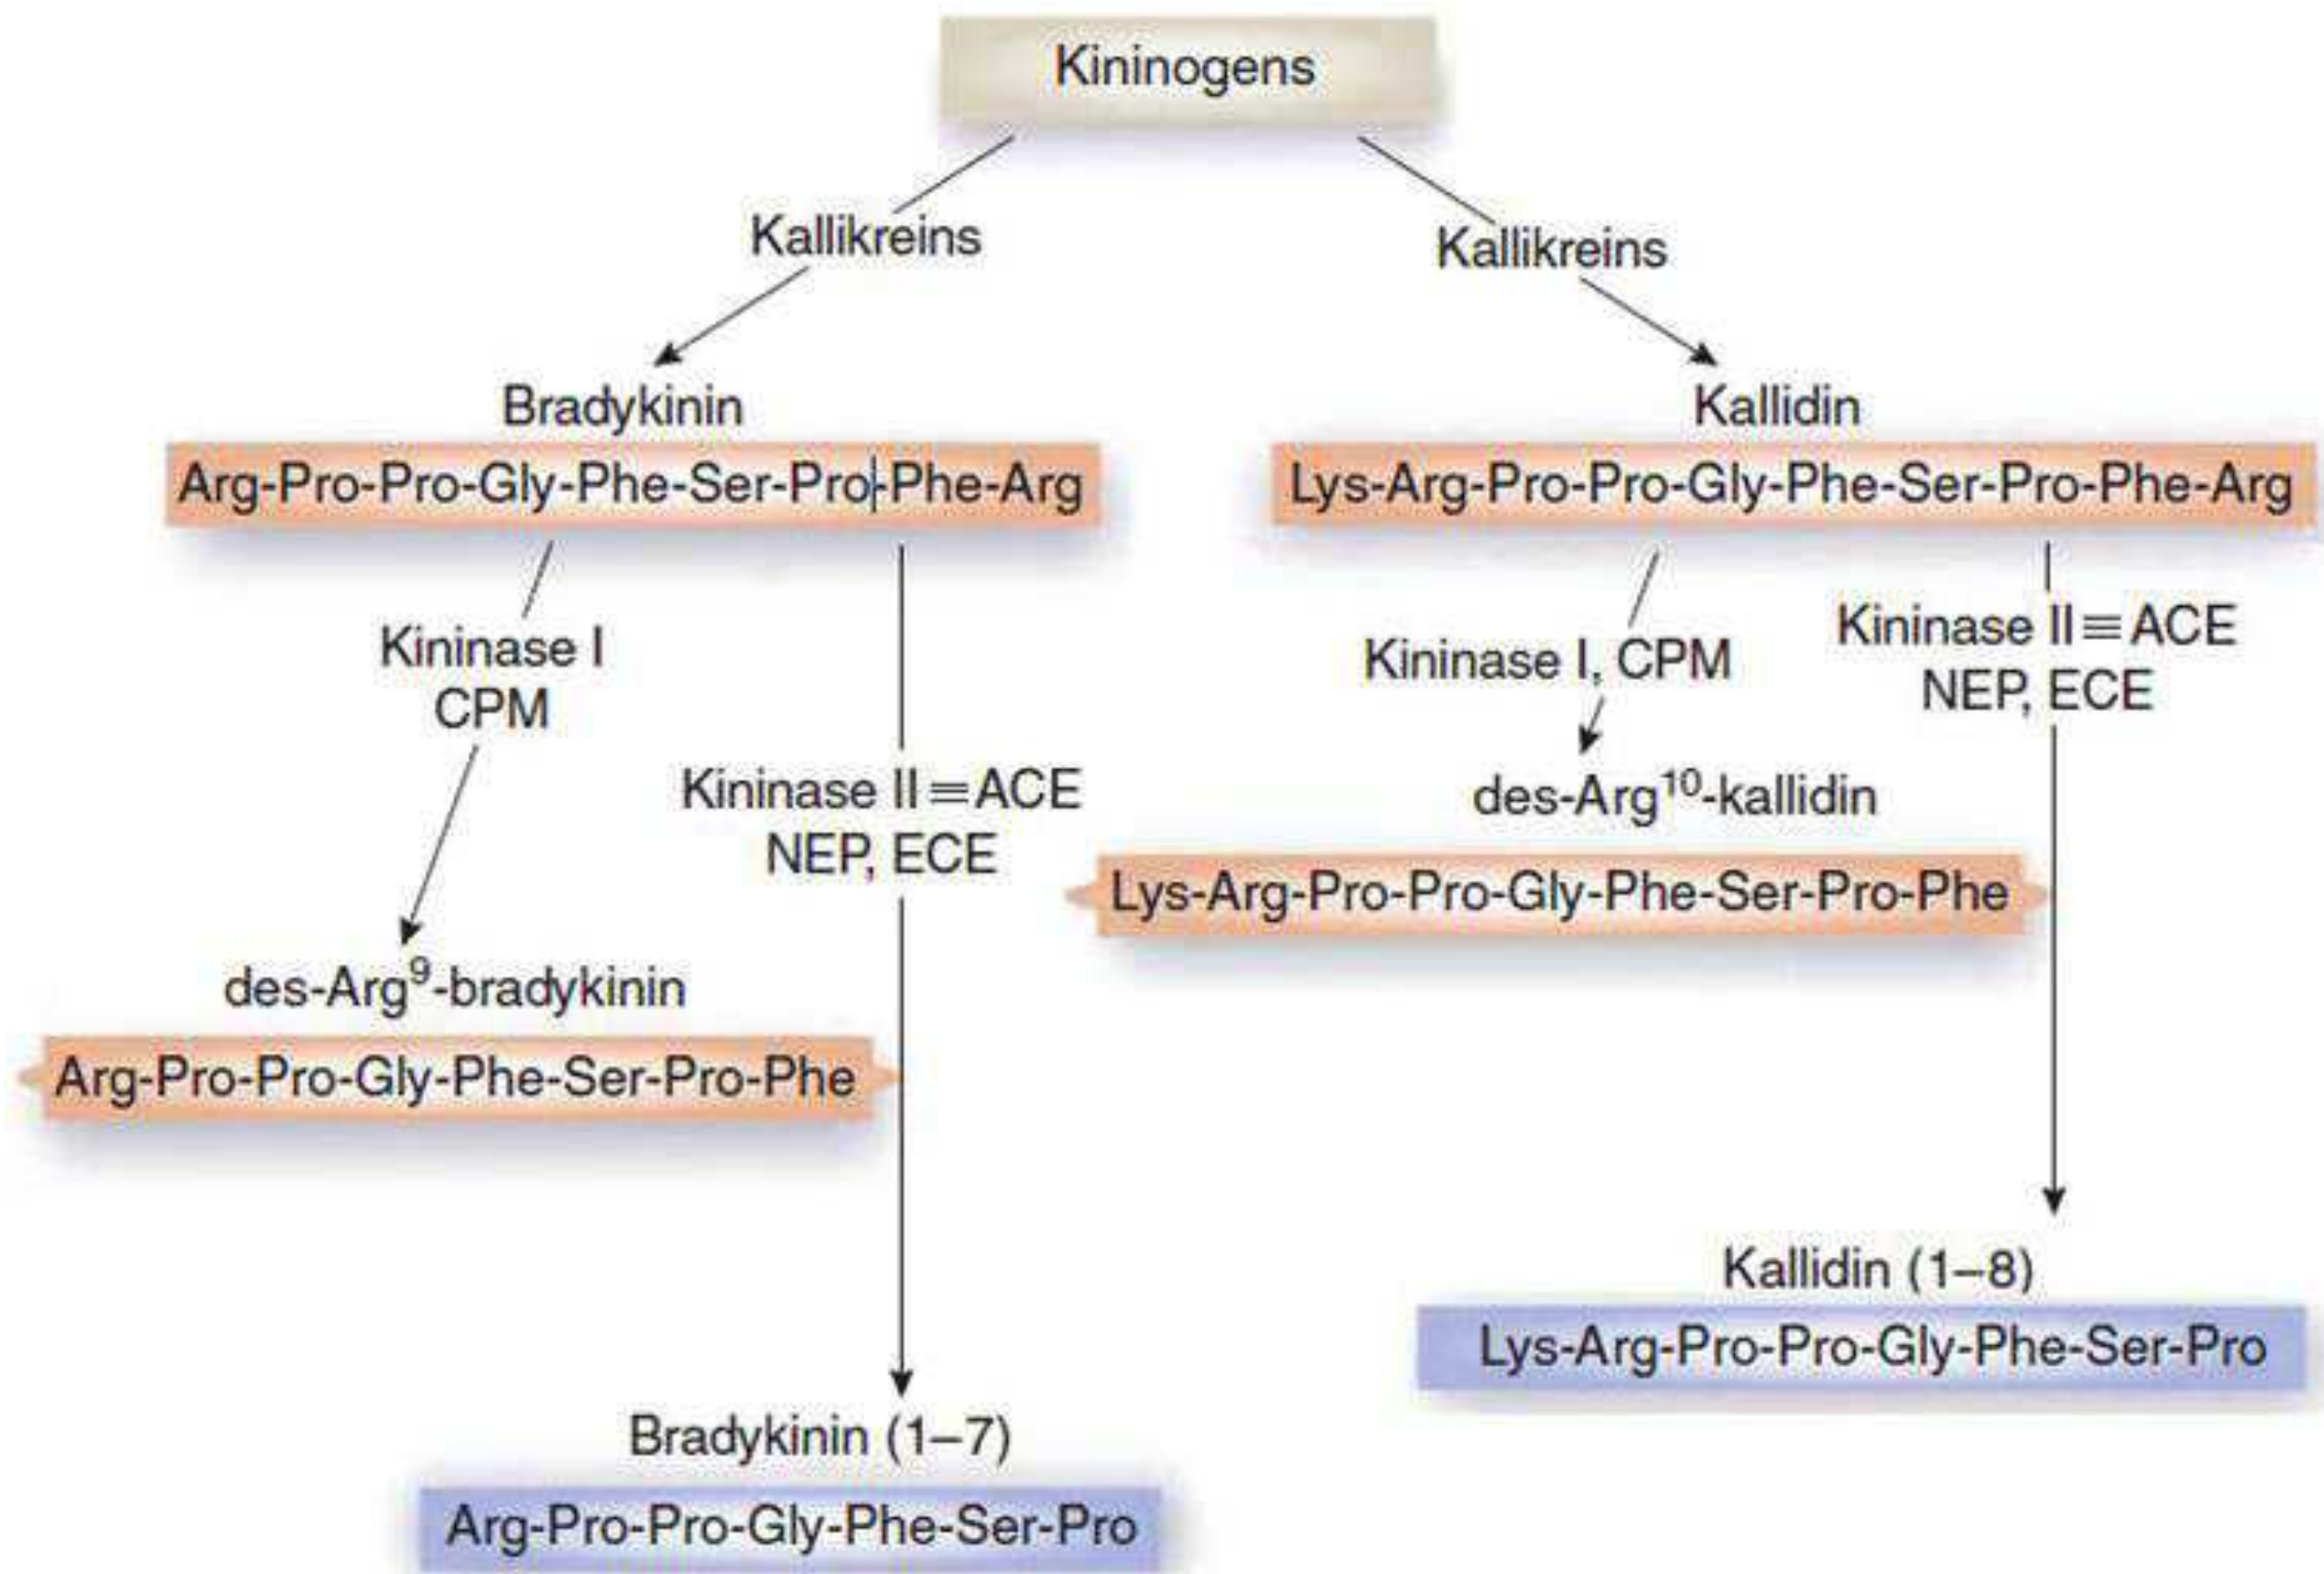 Kininogens
Kallikreins
Kallikreins
Bradykinin
Arg-Pro-Pro-Gly-Phe-Ser-Pro-Phe-Arg
Kallidin
Lys-Arg-Pro-Pro-Gly-Phe-Ser-Pro-Phe-Arg
Kininase I
CPM
Kininase II≡ACE
NEP, ECE
Kininase I, CPM
Kininase II≡ACE
NEP, ECE
des-Arg⁹-bradykinin
Arg-Pro-Pro-Gly-Phe-Ser-Pro-Phe
des-Arg¹⁰-kallidin
Lys-Arg-Pro-Pro-Gly-Phe-Ser-Pro-Phe
Bradykinin (1–7)
Arg-Pro-Pro-Gly-Phe-Ser-Pro
Kallidin (1–8)
Lys-Arg-Pro-Pro-Gly-Phe-Ser-Pro